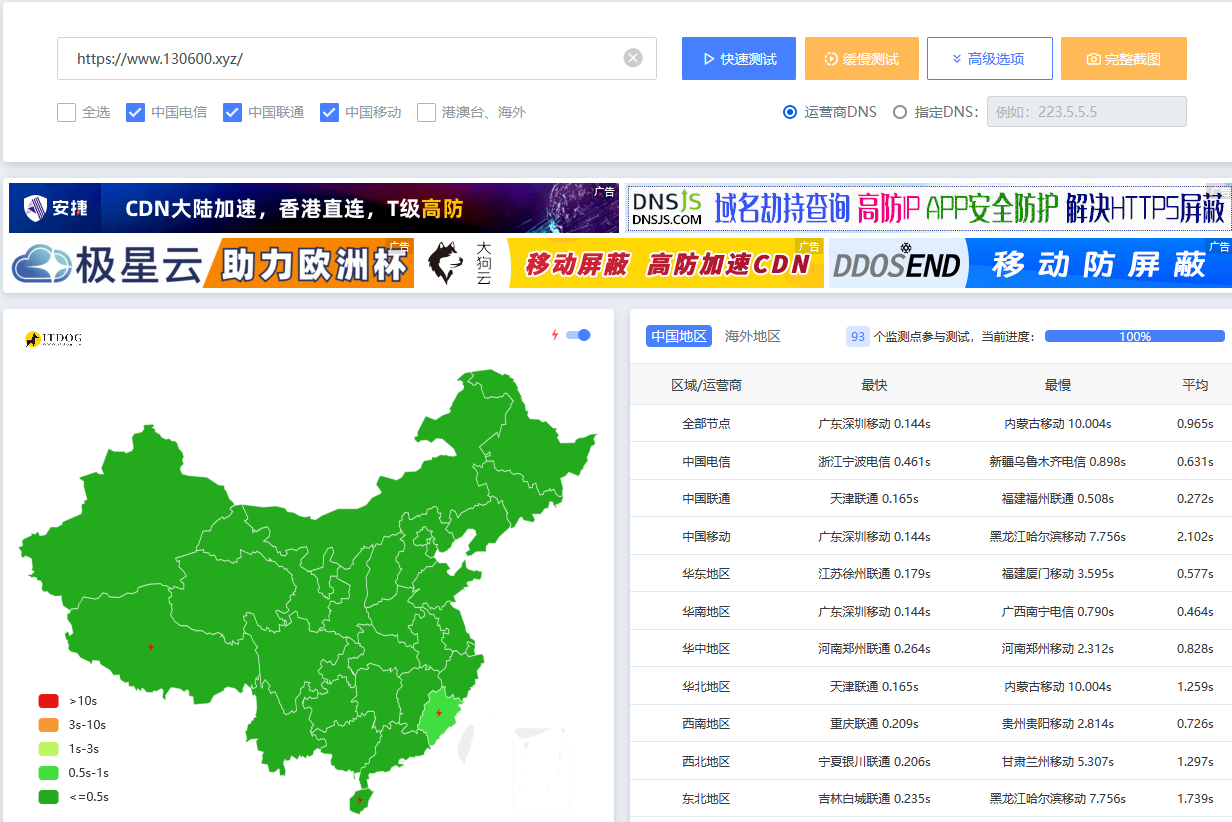 https://www.130600.xyz/
快速测试
缓慢测试
高级选项
完整截图
全选 中国电信 中国联通 中国移动 港澳台、海外
运营商DNS 指定DNS: 例如：223.5.5.5
安捷 CDN大陆加速，香港直连，T级高防 广告
DNSJS
DNSJS.COM
域名劫持查询 高防IP APP安全防护 解决HTTPS屏蔽
极星云 助力欧洲杯 广告
大狗云 移动屏蔽 高防加速CDN 广告
DDOSEND 移动防屏蔽 广告
ITDOG
>10s
3s-10s
1s-3s
0.5s-1s
<=0.5s
中国地区 海外地区 93 个监测点参与测试，当前进度： 100%
区域/运营商 最快 最慢 平均
全部节点 广东深圳移动 0.144s 内蒙古移动 10.004s 0.965s
中国电信 浙江宁波电信 0.461s 新疆乌鲁木齐电信 0.898s 0.631s
中国联通 天津联通 0.165s 福建福州联通 0.508s 0.272s
中国移动 广东深圳移动 0.144s 黑龙江哈尔滨移动 7.756s 2.102s
华东地区 江苏徐州联通 0.179s 福建厦门移动 3.595s 0.577s
华南地区 广东深圳移动 0.144s 广西南宁电信 0.790s 0.464s
华中地区 河南郑州联通 0.264s 河南郑州移动 2.312s 0.828s
华北地区 天津联通 0.165s 内蒙古移动 10.004s 1.259s
西南地区 重庆联通 0.209s 贵州贵阳移动 2.814s 0.726s
西北地区 宁夏银川联通 0.206s 甘肃兰州移动 5.307s 1.297s
东北地区 吉林白城联通 0.235s 黑龙江哈尔滨移动 7.756s 1.739s